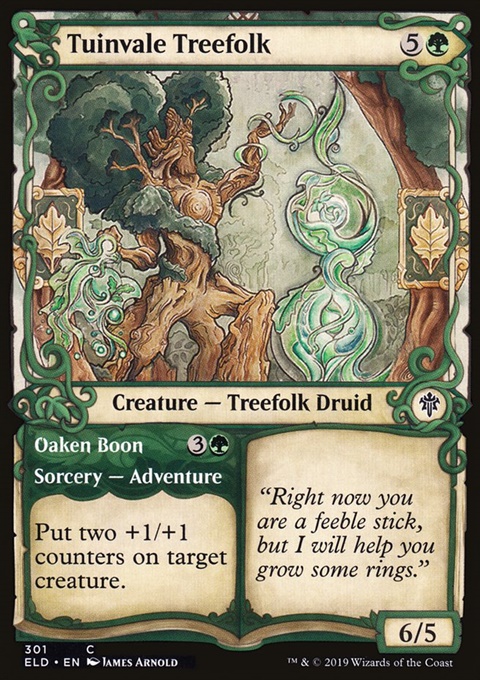 Tuinvale Treefolk 5
Creature — Treefolk Druid
Oaken Boon 3
Sorcery — Adventure
Put two +1/+1
counters on target
creature.
“Right now you
are a feeble stick,
but I will help you
grow some rings.”
6/5
301 C
ELD • EN James Arnold
™ & © 2019 Wizards of the Coast